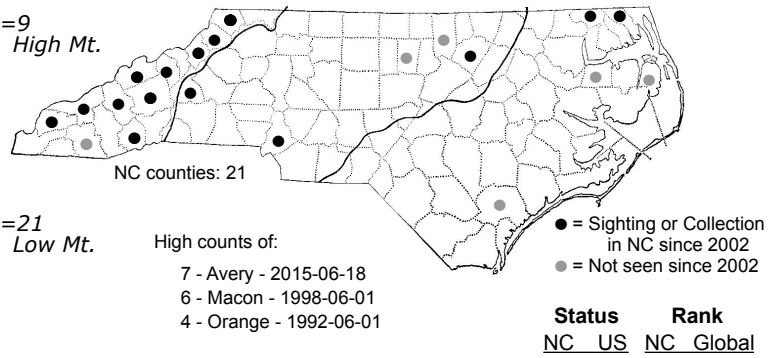 =9
High Mt.
NC counties: 21
=21
Low Mt.
High counts of:
7 - Avery - 2015-06-18
6 - Macon - 1998-06-01
4 - Orange - 1992-06-01
= Sighting or Collection
in NC since 2002
= Not seen since 2002
Status Rank
NC US NC Global